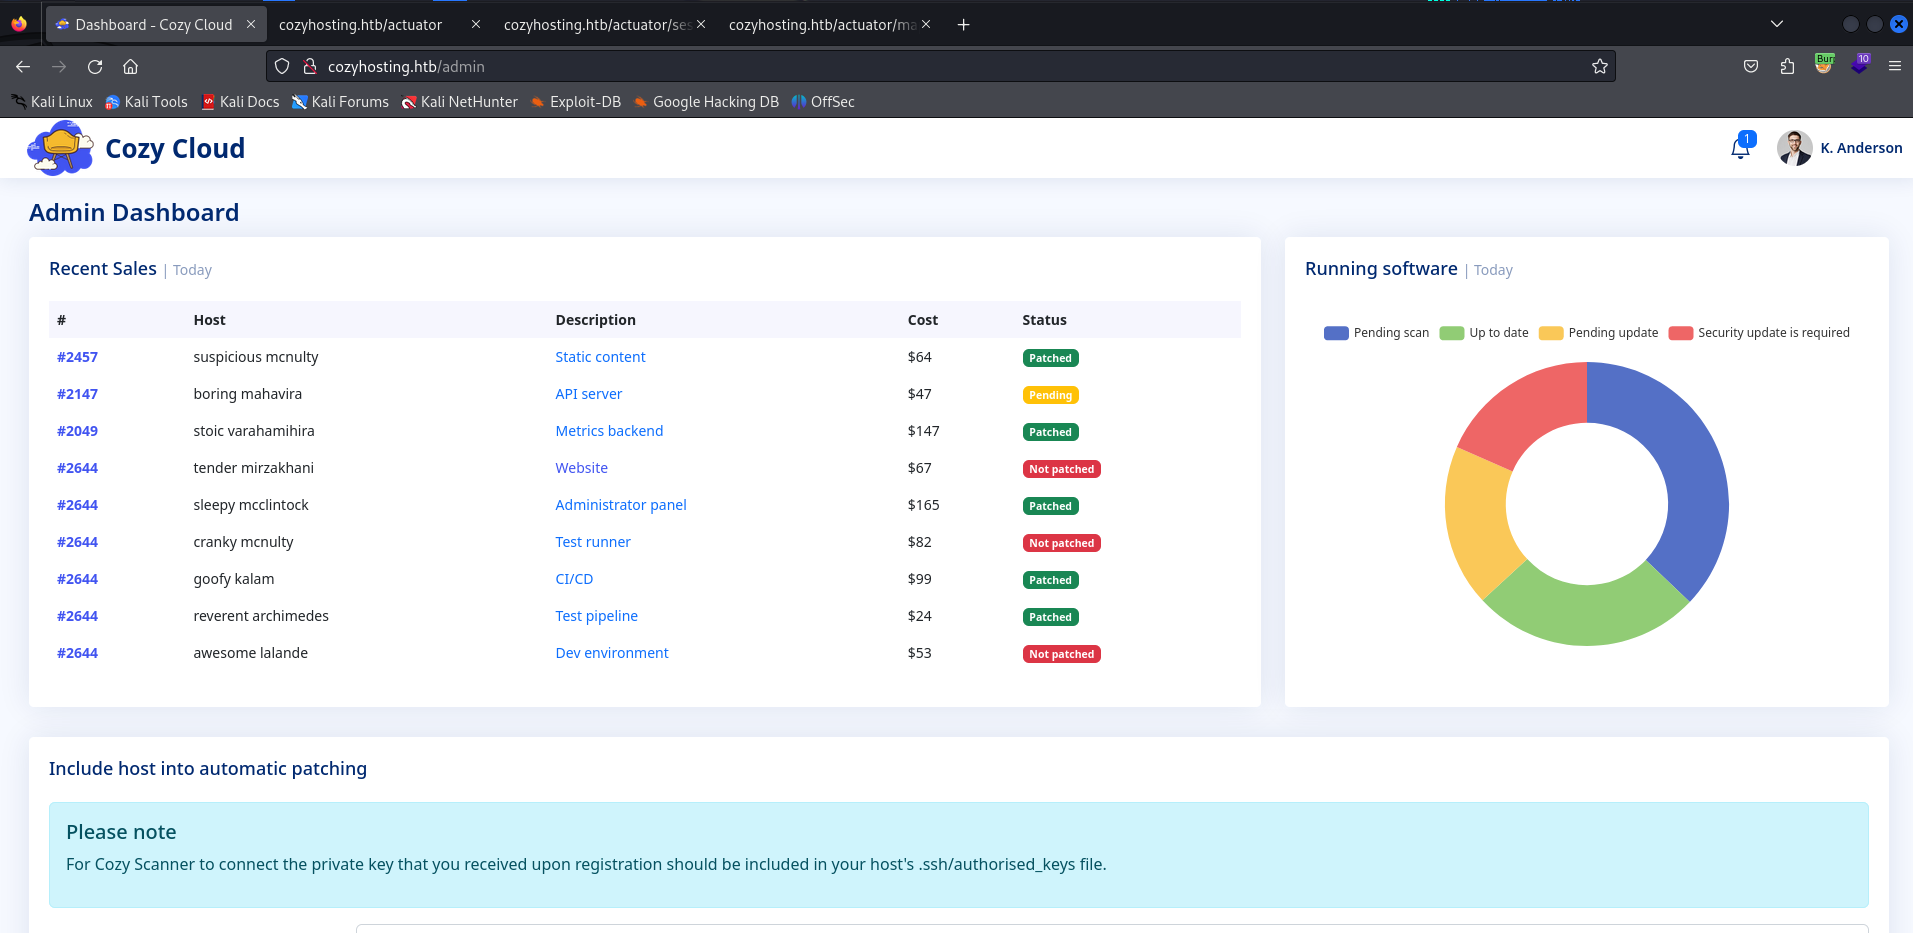 Dashboard - Cozy Cloud cozyhosting.htb/actuator cozyhosting.htb/actuator/ses cozyhosting.htb/actuator/ma
cozyhosting.htb/admin Burr 10
Kali Linux Kali Tools Kali Docs Kali Forums Kali NetHunter Exploit-DB Google Hacking DB OffSec
Cozy Cloud 1 K. Anderson
Admin Dashboard
Recent Sales | Today
# Host Description Cost Status
#2457 suspicious mcnulty Static content $64 Patched
#2147 boring mahavira API server $47 Pending
#2049 stoic varahamihira Metrics backend $147 Patched
#2644 tender mirzakhani Website $67 Not patched
#2644 sleepy mcclintock Administrator panel $165 Patched
#2644 cranky mcnulty Test runner $82 Not patched
#2644 goofy kalam CI/CD $99 Patched
#2644 reverent archimedes Test pipeline $24 Patched
#2644 awesome lalande Dev environment $53 Not patched
Running software | Today
Pending scan Up to date Pending update Security update is required
Include host into automatic patching
Please note
For Cozy Scanner to connect the private key that you received upon registration should be included in your host's .ssh/authorised_keys file.